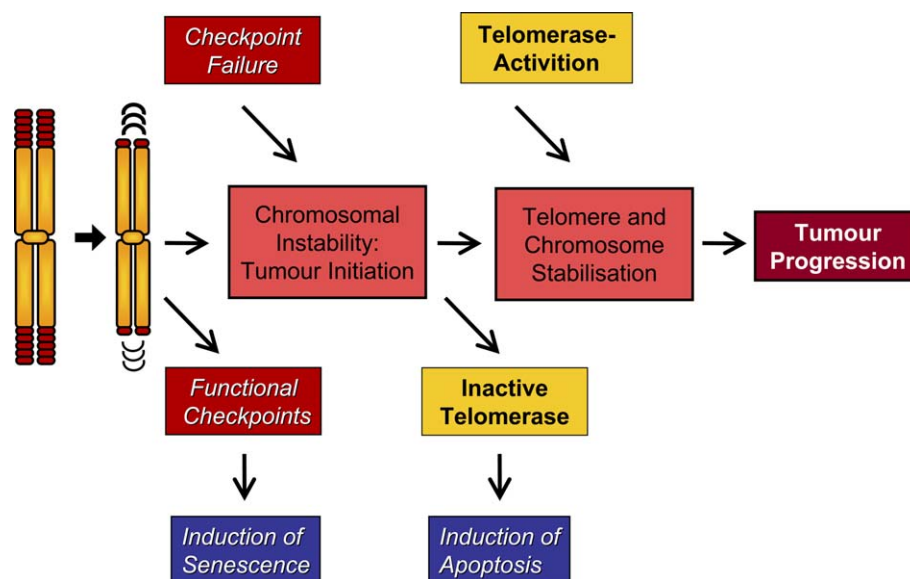 Checkpoint
Failure
Telomerase-
Activition
Chromosomal
Instability:
Tumour Initiation
Telomere and
Chromosome
Stabilisation
Tumour
Progression
Functional
Checkpoints
Inactive
Telomerase
Induction of
Senescence
Induction of
Apoptosis